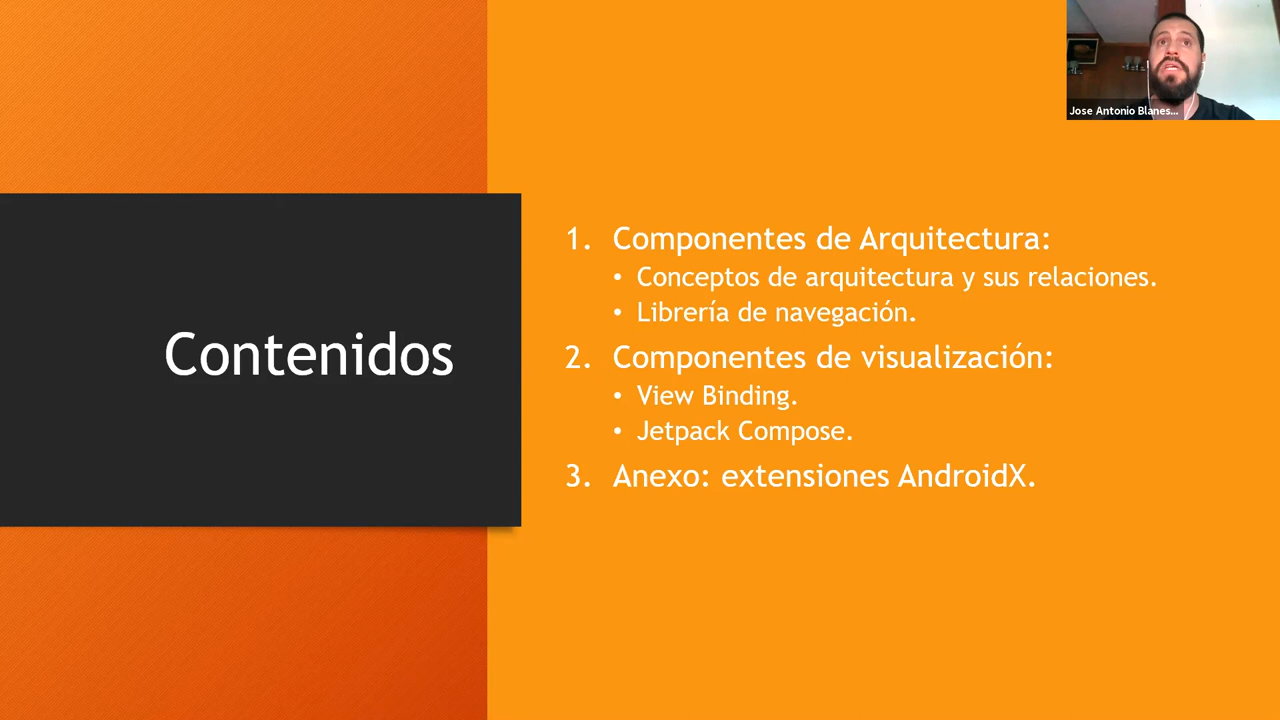 Jose Antonio Blanes...
Contenidos
1. Componentes de Arquitectura:
• Conceptos de arquitectura y sus relaciones.
• Librería de navegación.
2. Componentes de visualización:
• View Binding.
• Jetpack Compose.
3. Anexo: extensiones AndroidX.